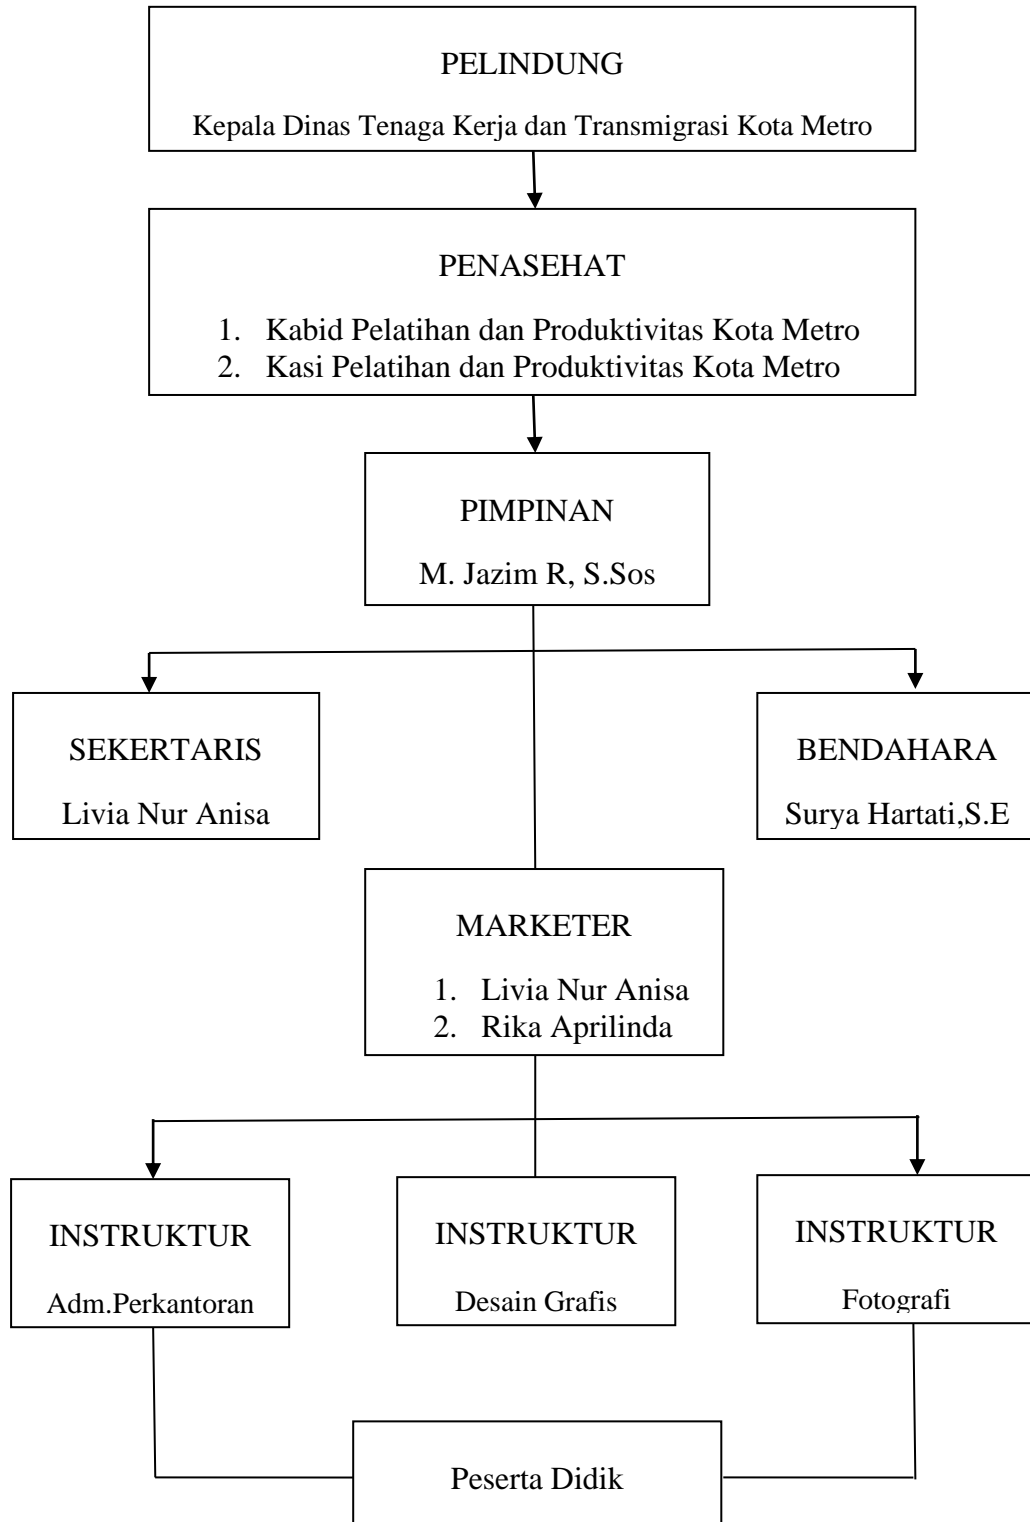 PELINDUNG
Kepala Dinas Tenaga Kerja dan Transmigrasi Kota Metro
PENASEHAT
1. Kabid Pelatihan dan Produktivitas Kota Metro
2. Kasi Pelatihan dan Produktivitas Kota Metro
PIMPINAN
M. Jazim R, S.Sos
SEKERTARIS
Livia Nur Anisa
BENDAHARA
Surya Hartati,S.E
MARKETER
1. Livia Nur Anisa
2. Rika Aprilinda
INSTRUKTUR
Adm.Perkantoran
INSTRUKTUR
Desain Grafis
INSTRUKTUR
Fotografi
Peserta Didik